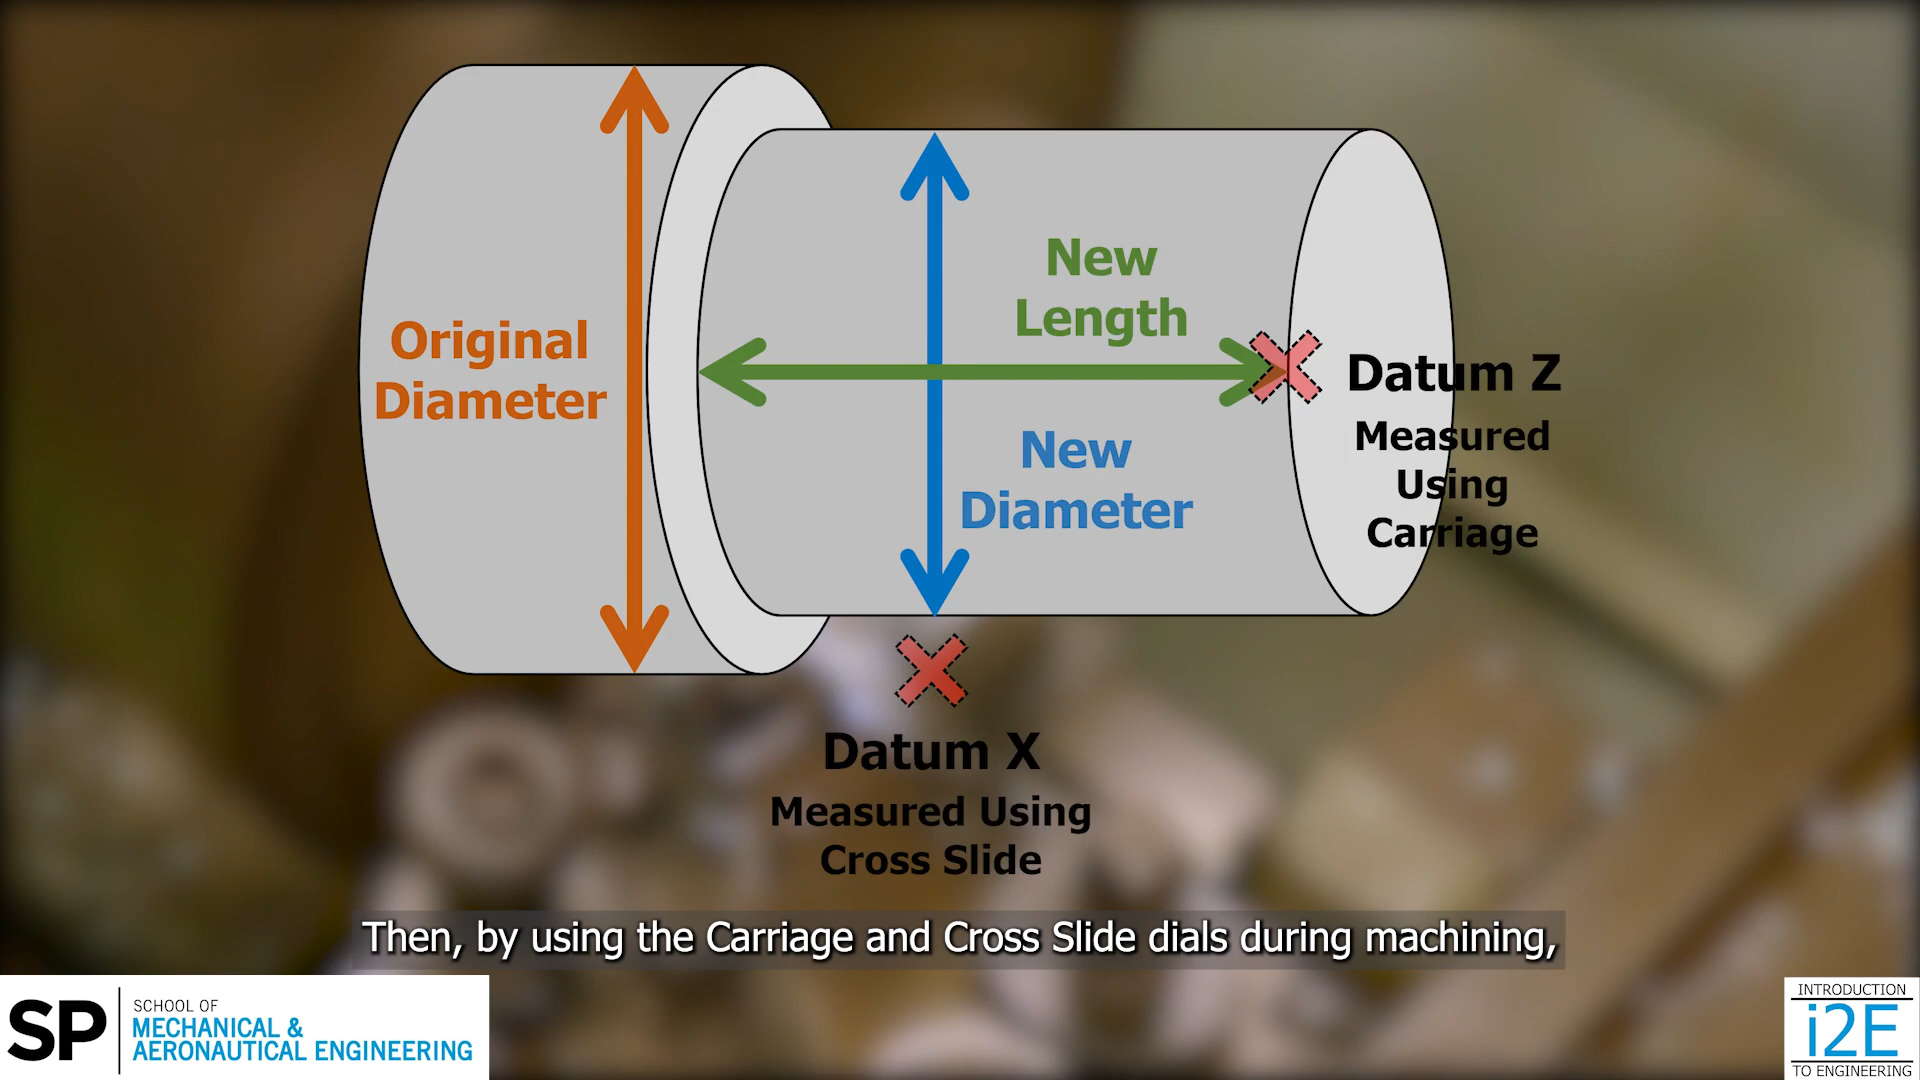 Original
Diameter
New
Length
New
Diameter
Datum Z
Measured
Using
Carriage
Datum X
Measured Using
Cross Slide
Then, by using the Carriage and Cross Slide dials during machining,
SP
SCHOOL OF
MECHANICAL &
AERONAUTICAL ENGINEERING
INTRODUCTION
i2E
TO ENGINEERING